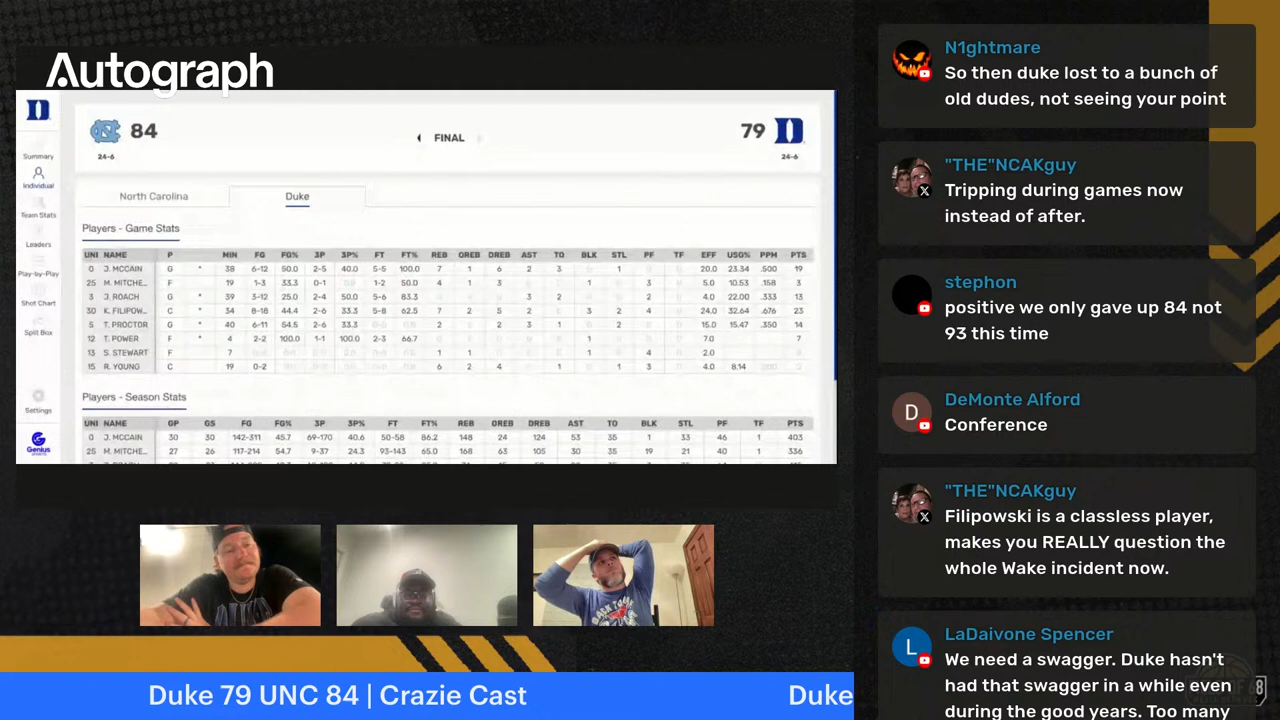 Autograph
84
24-6
FINAL
79
24-6
Summary
Individual
Team Stats
Leaders
Play-by-Play
Shot Chart
Split Box
Settings
Genius
North Carolina
Duke
Players - Game Stats
UNI NAME P MIN FG FG% 3P 3P% FT FT% REB OREB DREB AST TO BLK STL PF TF EFF USG% PPM PTS
0 J. MCCAIN G * 38 6-12 50.0 2-5 40.0 5-5 100.0 7 1 6 2 3 1 20.0 23.34 .500 19
25 M. MITCHE... F 19 1-3 33.3 0-1 1-2 50.0 4 1 3 1 3 5.0 10.53 .158 3
3 J. ROACH G * 39 3-12 25.0 2-4 50.0 5-6 83.3 3 2 2 4.0 22.00 .333 13
30 K. FILIPOW... C * 34 8-18 44.4 2-6 33.3 5-8 62.5 7 2 5 2 3 2 4 24.0 32.64 .676 23
5 T. PROCTOR G * 40 6-11 54.5 2-6 33.3 2 2 3 1 2 15.0 15.47 .350 14
12 T. POWER F * 4 2-2 100.0 1-1 100.0 2-3 66.7 1 7.0 7
13 S. STEWART F 7 1 1 1 4 2.0
15 R. YOUNG C 19 0-2 6 2 4 1 1 3 4.0 8.14
Players - Season Stats
UNI NAME GP GS FG FG% 3P 3P% FT FT% REB OREB DREB AST TO BLK STL PF TF PTS
0 J. MCCAIN 30 30 142-311 45.7 69-170 40.6 50-58 86.2 148 24 124 53 35 1 33 46 1 403
25 M. MITCHE... 27 26 117-214 54.7 9-37 24.3 93-143 65.0 168 63 105 30 35 19 21 40 1 336
Duke 79 UNC 84 | Crazie Cast
Duke
N1ghtmare
So then duke lost to a bunch of
old dudes, not seeing your point
"THE"NCAKguy
Tripping during games now
instead of after.
stephon
positive we only gave up 84 not
93 this time
D
DeMonte Alford
Conference
"THE"NCAKguy
Filipowski is a classless player,
makes you REALLY question the
whole Wake incident now.
L
LaDaivone Spencer
We need a swagger. Duke hasn't
had that swagger in a while even
during the good years. Too many